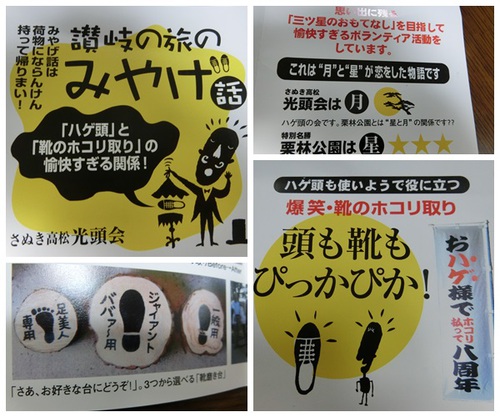 みやげ話は
荷物にならんけん
持って帰りまい!
讃岐の旅の
みやげ話
「ハゲ頭」と
「靴のホコリ取り」の
愉快すぎる関係!
さぬき高松光頭会
思い出に残る
「三ツ星のおもてなし」を目指して
愉快すぎるボランティア活動を
しています。
これは"月"と"星"が恋をした物語です
さぬき高松
光頭会は月
ハゲ頭の会です。栗林公園とは"星と月"の関係です??
特別名勝
栗林公園は星★★★
足美人
専用
ジャイアント
ババァー用
一般用
「さあ、お好きな台にどうぞ!」。3つから選べる「靴磨き台」
ハゲ頭も使いようで役に立つ
爆笑・靴のホコリ取り
頭も靴も
ぴっかぴか!
おハゲ様で
ホコリ
払って
八周年